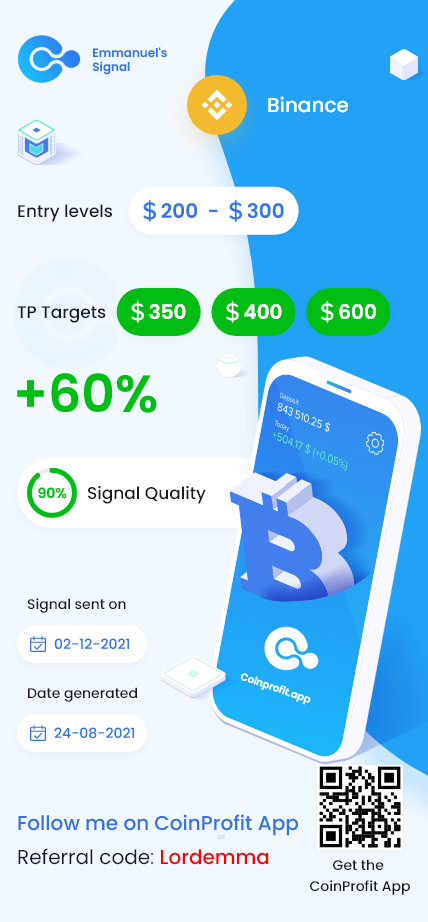 Emmanuel's
Signal
Binance
Entry levels
$ 200 - $ 300
TP Targets
$ 350
$ 400
$ 600
+60%
Deposit
843 510.25 $
Today
+504.17 $ (+0.05%)
90%
Signal Quality
Signal sent on
02-12-2021
Coinprofit.app
Date generated
24-08-2021
Follow me on CoinProfit App
Referral code: Lordemma
Get the
CoinProfit App